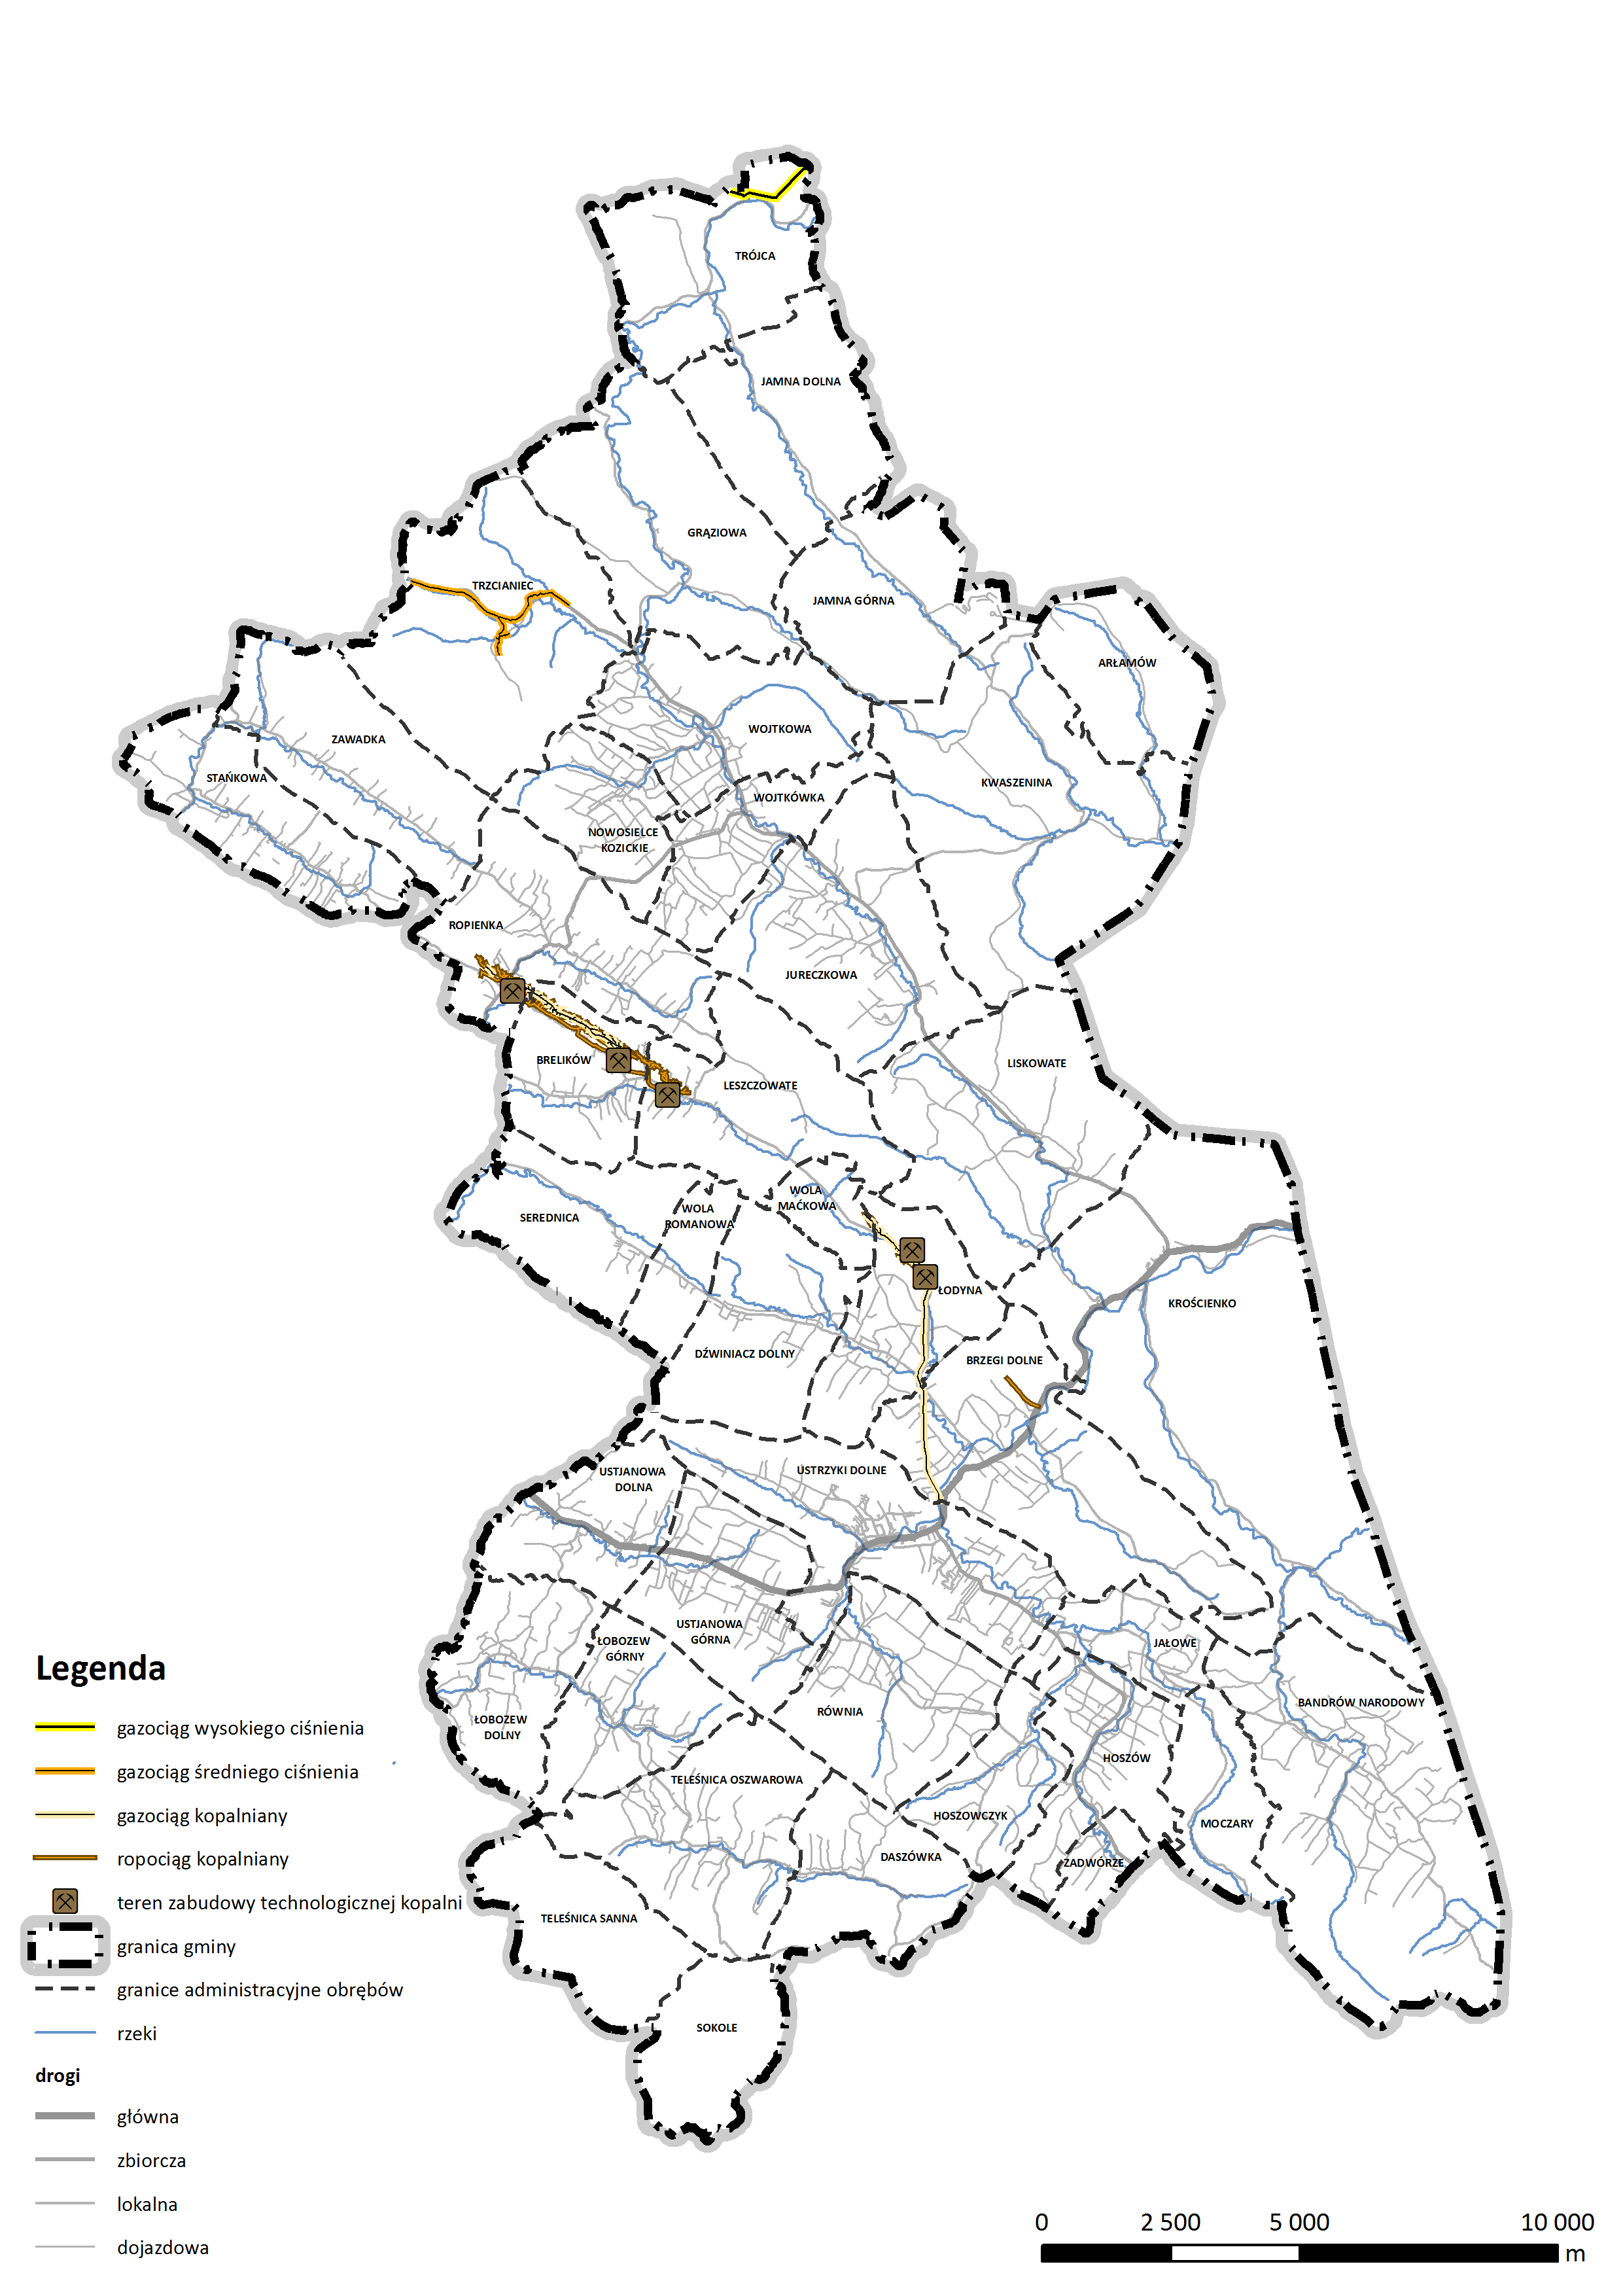 TRÓJCA
JAMNA DOLNA
GRĄZIOWA
TRZCIANIEC
JAMNA GÓRNA
ARŁAMÓW
WOJTKOWA
ZAWADKA
STAŃKOWA
KWASZENINA
WOJTKÓWKA
NOWOSIELCE
KOZICKIE
ROPIENKA
JURECZKOWA
BRELIKÓW
LISKOWATE
LESZCZOWATE
WOLA
MAĆKOWA
WOLA
ROMANOWA
SEREDNICA
ŁODYNA
KROŚCIENKO
DŹWINIACZ DOLNY
BRZEGI DOLNE
USTJANOWA
DOLNA
USTRZYKI DOLNE
USTJANOWA
GÓRNA
ŁOBOZEW
GÓRNY
JAŁOWE
BANDRÓW NARODOWY
RÓWNIA
ŁOBOZEW
DOLNY
HOSZÓW
TELEŚNICA OSZWAROWA
HOSZOWCZYK
MOCZARY
DASZÓWKA
ZADWÓRZE
TELEŚNICA SANNA
SOKOLE
Legenda
gazociąg wysokiego ciśnienia
gazociąg średniego ciśnienia
gazociąg kopalniany
ropociąg kopalniany
teren zabudowy technologicznej kopalni
granica gminy
granice administracyjne obrębów
rzeki
drogi
główna
zbiorcza
lokalna
dojazdowa
0 2 500 5 000 10 000
m